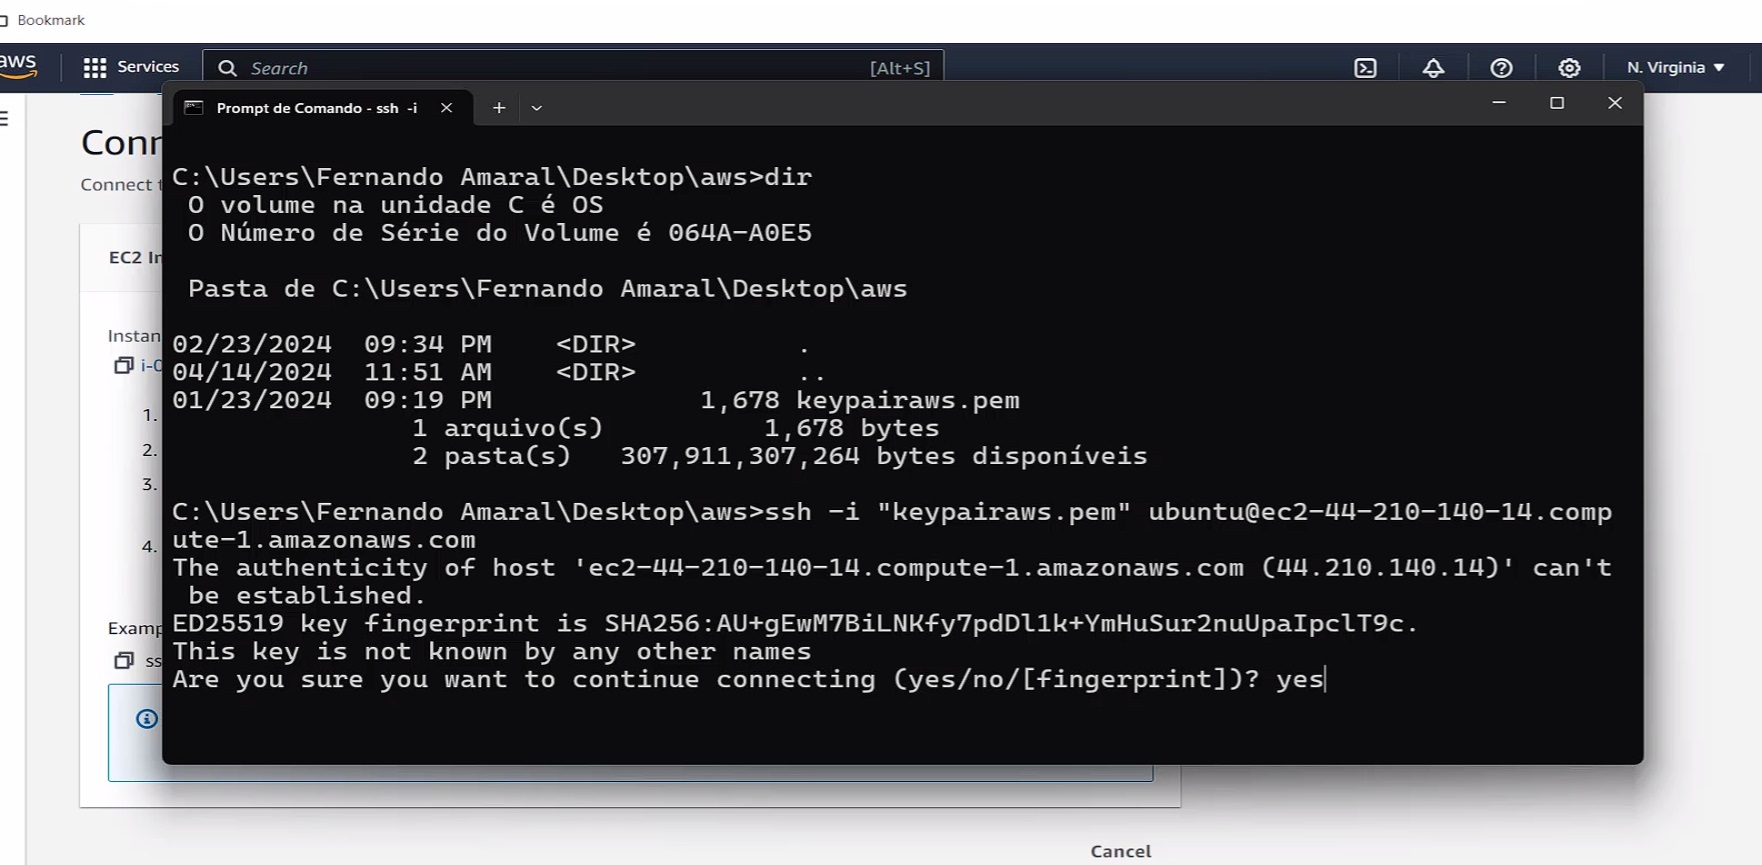 Bookmark
aws
Services
Search
[Alt+S]
N. Virginia
Prompt de Comando - ssh -i
Connect
C:\Users\Fernando Amaral\Desktop\aws>dir
O volume na unidade C é OS
O Número de Série do Volume é 064A-A0E5
EC2
Pasta de C:\Users\Fernando Amaral\Desktop\aws
02/23/2024 09:34 PM <DIR> .
i-0
04/14/2024 11:51 AM <DIR> ..
01/23/2024 09:19 PM 1,678 keypairaws.pem
1.
1 arquivo(s) 1,678 bytes
2.
2 pasta(s) 307,911,307,264 bytes disponíveis
3.
C:\Users\Fernando Amaral\Desktop\aws>ssh -i "keypairaws.pem" ubuntu@ec2-44-210-140-14.comp
ute-1.amazonaws.com
4.
The authenticity of host 'ec2-44-210-140-14.compute-1.amazonaws.com (44.210.140.14)' can't
be established.
ED25519 key fingerprint is SHA256:AU+gEwM7BiLNKfy7pdDl1k+YmHuSur2nuUpaIpclT9c.
This key is not known by any other names
Are you sure you want to continue connecting (yes/no/[fingerprint])? yes
Cancel